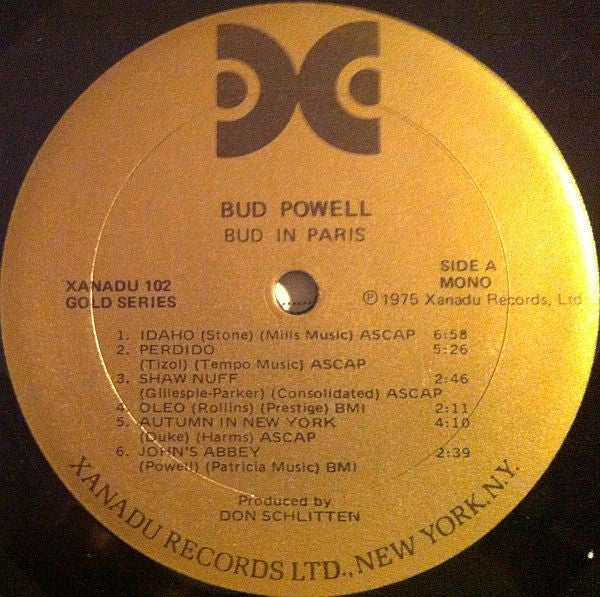 BUD POWELL
BUD IN PARIS
XANADU 102
GOLD SERIES
SIDE A
MONO
Ⓟ 1975 Xanadu Records, Ltd
1. IDAHO (Stone) (Mills Music) ASCAP 6:58
2. PERDIDO 5:26
(Tizol) (Tempo Music) ASCAP
3. SHAW NUFF 2:46
(Gillespie-Parker) (Consolidated) ASCAP
4. OLEO (Rollins) (Prestige) BMI 2:11
5. AUTUMN IN NEW YORK 4:10
(Duke) (Harms) ASCAP
6. JOHN'S ABBEY 2:39
(Powell) (Patricia Music) BMI
Produced by
DON SCHLITTEN
XANADU RECORDS LTD., NEW YORK, N.Y.